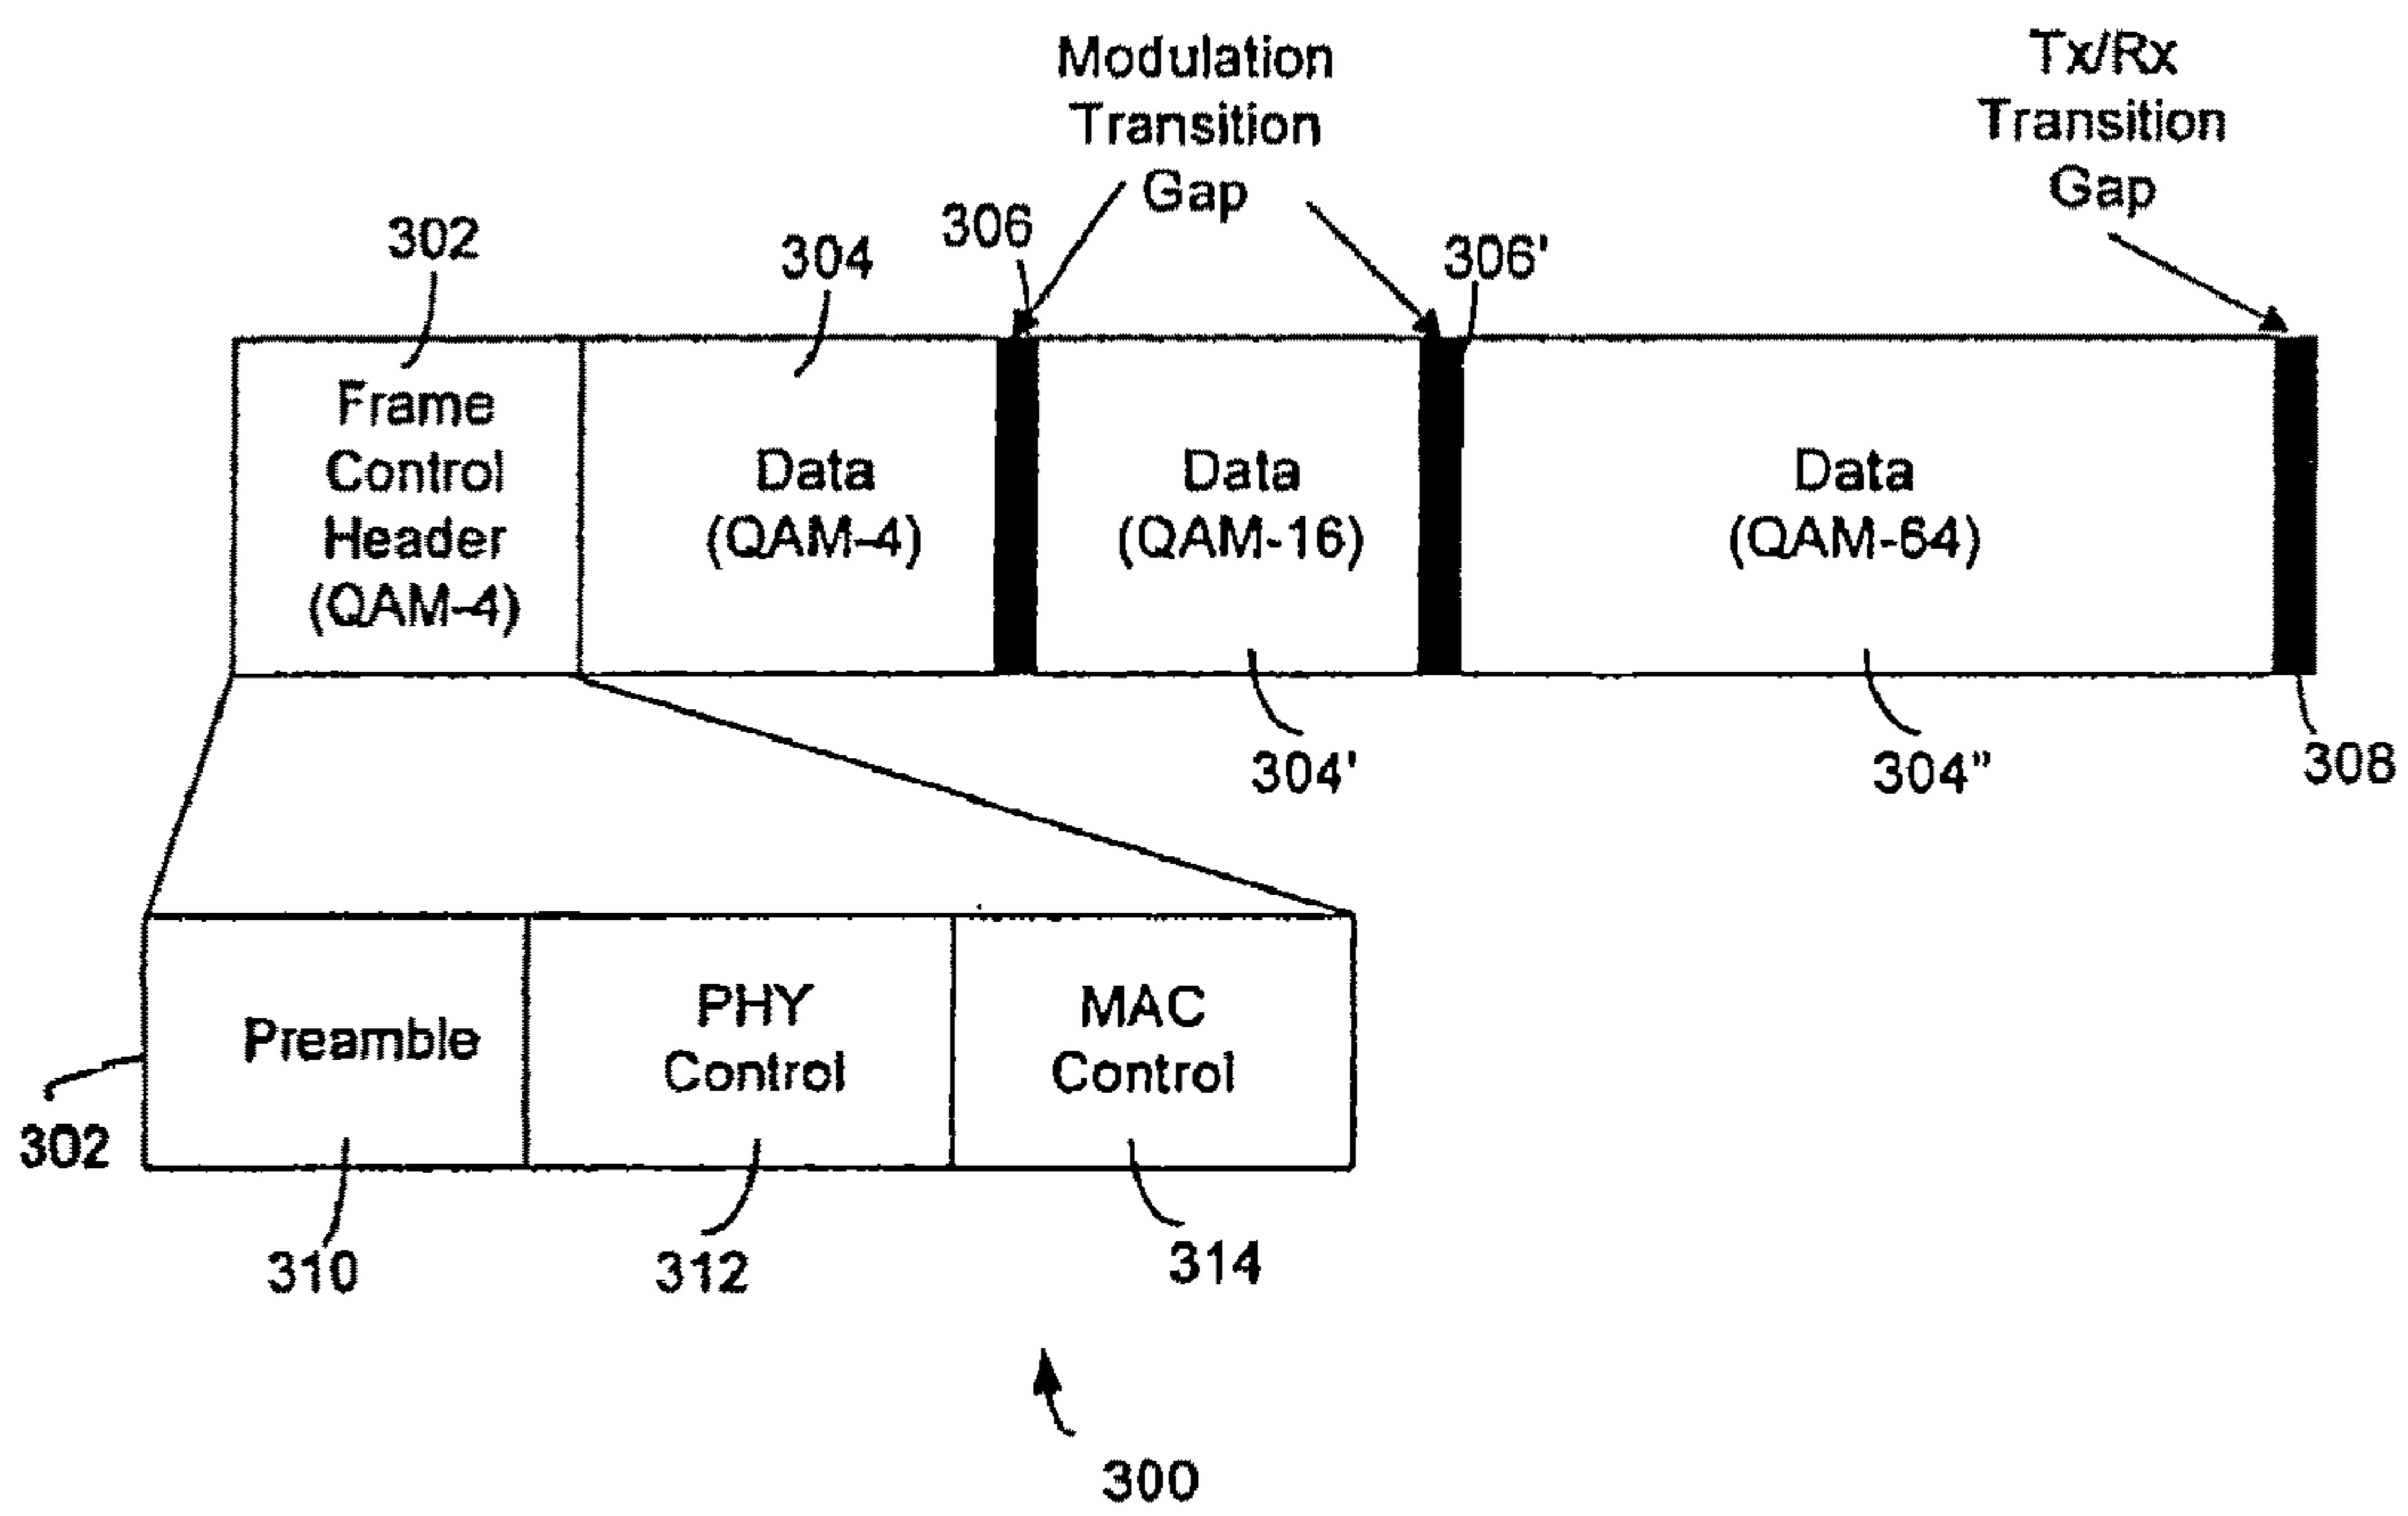 Modulation
Transition
Gap
Tx/Rx
Transition
Gap
302
304
306
306'
Frame
Control
Header
(QAM-4)
Data
(QAM-4)
Data
(QAM-16)
Data
(QAM-64)
304'
304"
308
Preamble
PHY
Control
MAC
Control
302
310
312
314
300